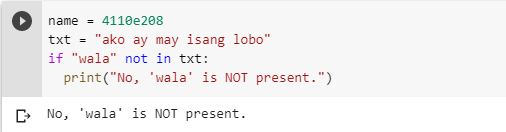 name = 4110e208
txt = "ako ay may isang lobo"
if "wala" not in txt:
  print("No, 'wala' is NOT present.")
No, 'wala' is NOT present.